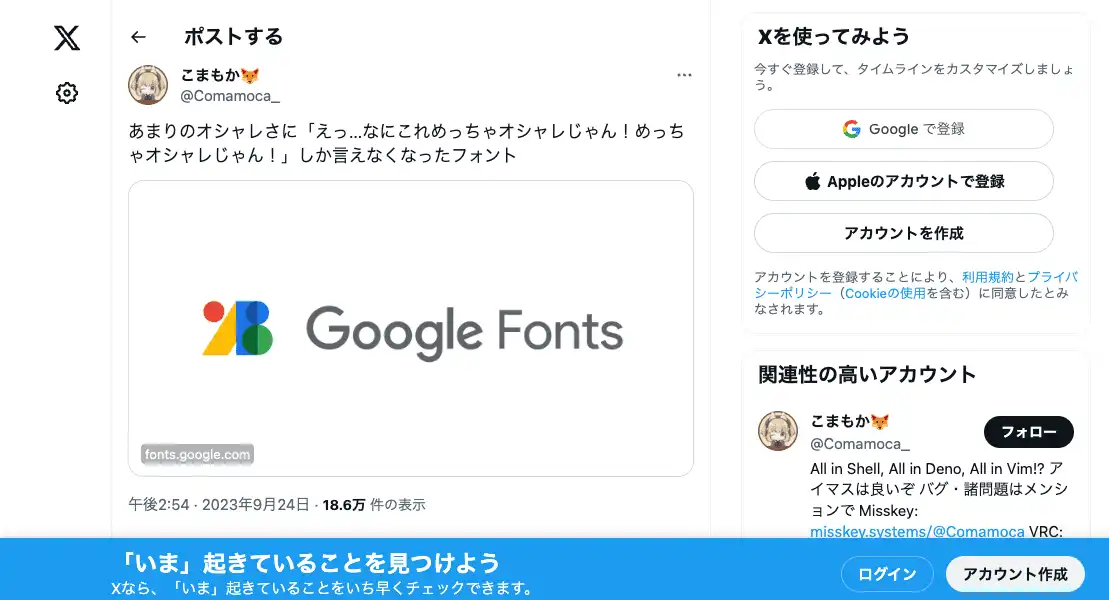 ポストする
こまもか🦊
@Comamoca_
あまりのオシャレさに「えっ…なにこれめっちゃオシャレじゃん！めっち
ゃオシャレじゃん！」しか言えなくなったフォント
Google Fonts
fonts.google.com
午後2:54 · 2023年9月24日 · 18.6万 件の表示
Xを使ってみよう
今すぐ登録して、タイムラインをカスタマイズしましょ
う。
Google で登録
Appleのアカウントで登録
アカウントを作成
アカウントを登録することにより、利用規約とプライバ
シーポリシー（Cookieの使用を含む）に同意したとみ
なされます。
関連性の高いアカウント
こまもか🦊
@Comamoca_
フォロー
All in Shell, All in Deno, All in Vim!? ア
イマスは良いぞ バグ・諸問題はメンシ
ョンで Misskey:
misskey.systems/@Comamoca VRC:
「いま」起きていることを見つけよう
Xなら、「いま」起きていることをいち早くチェックできます。
ログイン
アカウント作成